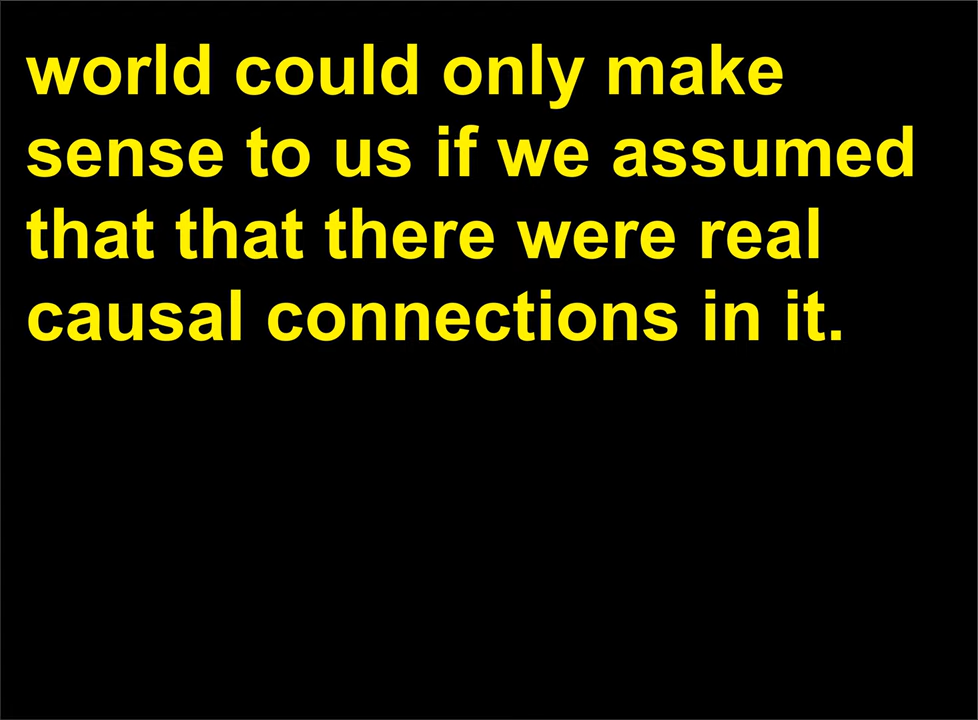 world could only make
sense to us if we assumed
that that there were real
causal connections in it.